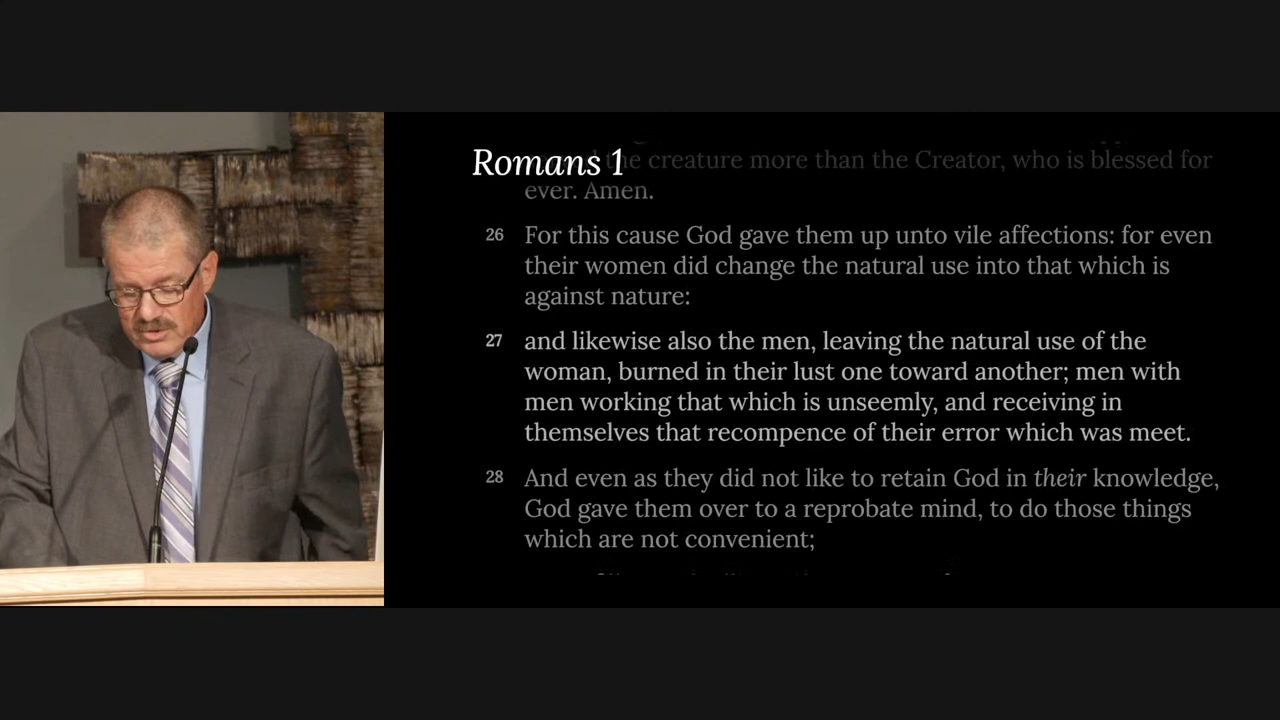 Romans 1
the creature more than the Creator, who is blessed for
ever. Amen.
26 For this cause God gave them up unto vile affections: for even
their women did change the natural use into that which is
against nature:
27 and likewise also the men, leaving the natural use of the
woman, burned in their lust one toward another; men with
men working that which is unseemly, and receiving in
themselves that recompence of their error which was meet.
28 And even as they did not like to retain God in their knowledge,
God gave them over to a reprobate mind, to do those things
which are not convenient;